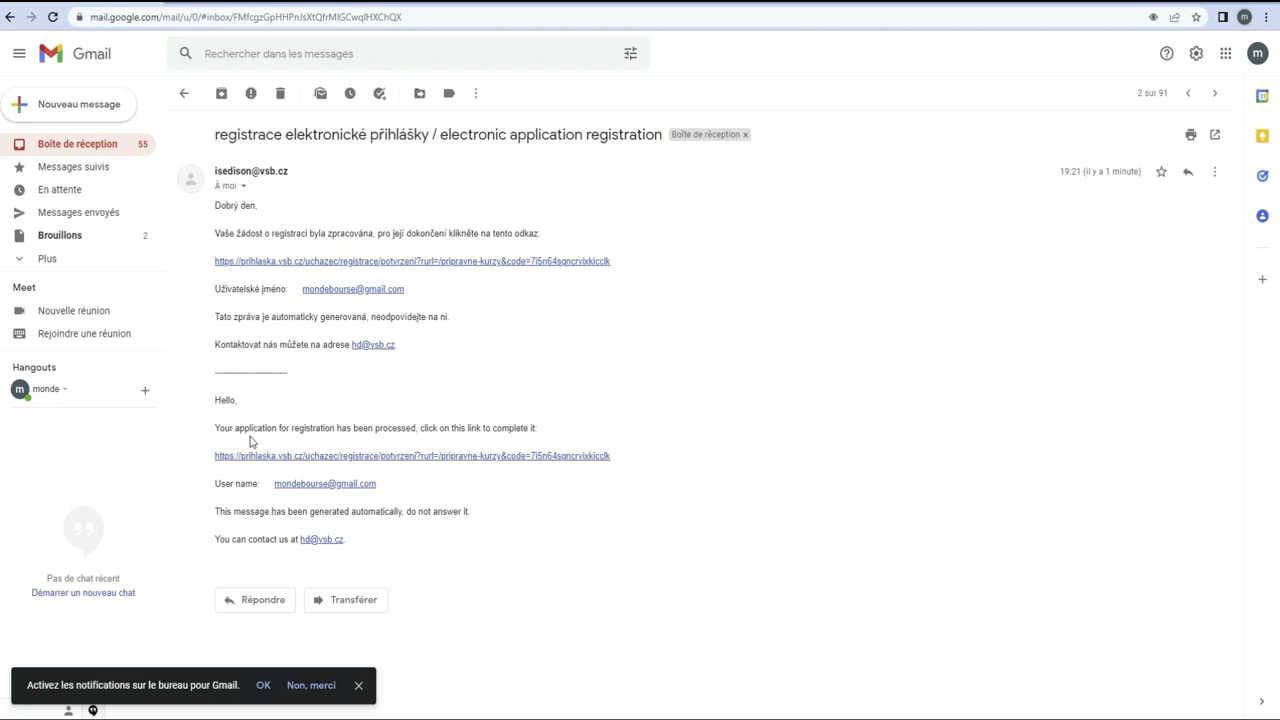 mail.google.com/mail/u/0/#inbox/FMfcgzGpHHPnJsXtQfrMlGCwqlHXChQX
Gmail
Rechercher dans les messages
m
Nouveau message
2 sur 91
Boîte de réception 55
Messages suivis
En attente
Messages envoyés
Brouillons 2
Plus
Meet
Nouvelle réunion
Rejoindre une réunion
Hangouts
m monde
Pas de chat récent
Démarrer un nouveau chat
registrace elektronické přihlášky / electronic application registration Boîte de réception x
isedison@vsb.cz 19:21 (il y a 1 minute)
À moi
Dobrý den,
Vaše žádost o registraci byla zpracována, pro její dokončení klikněte na tento odkaz:
https://prihlaska.vsb.cz/uchazec/registrace/potvrzeni?rurl=/pripravne-kurzy&code=7i5n64sqncrvixkicclk
Uživatelské jméno: mondebourse@gmail.com
Tato zpráva je automaticky generovaná, neodpovídejte na ni.
Kontaktovat nás můžete na adrese hd@vsb.cz.
-------------------------
Hello,
Your application for registration has been processed, click on this link to complete it:
https://prihlaska.vsb.cz/uchazec/registrace/potvrzeni?rurl=/pripravne-kurzy&code=7i5n64sqncrvixkicclk
User name: mondebourse@gmail.com
This message has been generated automatically, do not answer it.
You can contact us at hd@vsb.cz.
Répondre Transférer
Activez les notifications sur le bureau pour Gmail. OK Non, merci